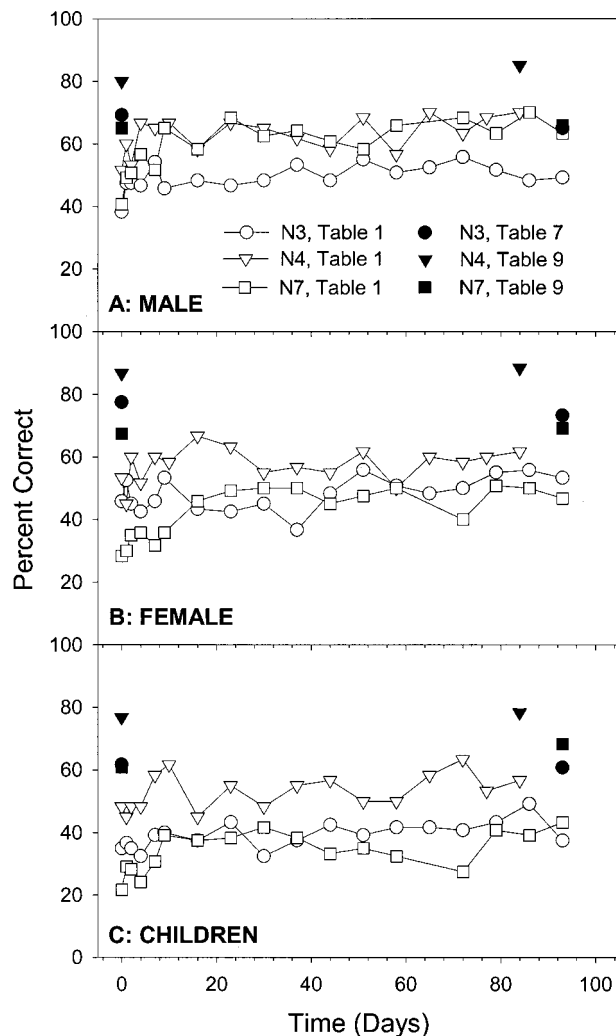 100
80
60
40
20
N3, Table 1
N3, Table 7
N4, Table 1
N4, Table 9
N7, Table 1
N7, Table 9
A: MALE
100
80
60
40
20
B: FEMALE
Percent Correct
100
80
60
40
20
0
C: CHILDREN
0
20
40
60
80
100
Time (Days)